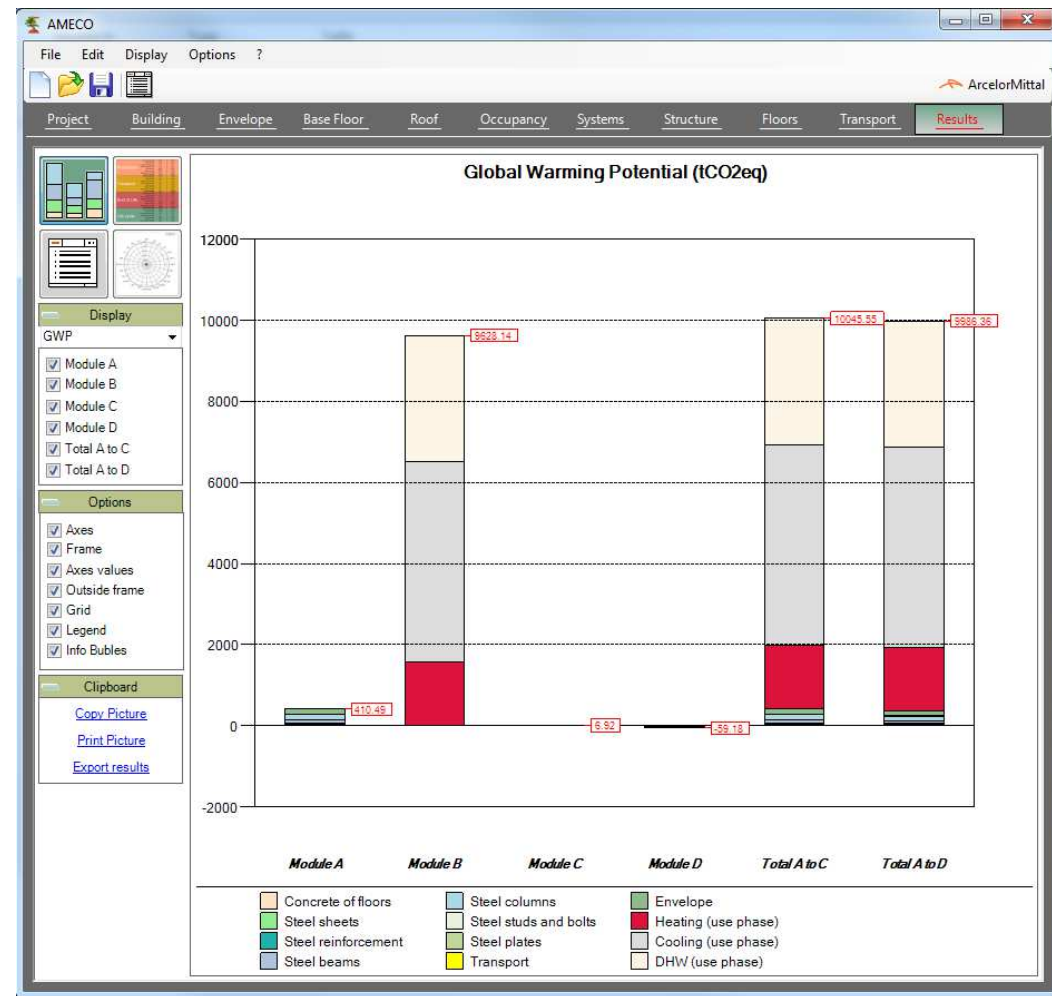 AMECO
File Edit Display Options ?
ArcelorMittal
Project Building Envelope Base Floor Roof Occupancy Systems Structure Floors Transport Results
Global Warming Potential (tCO2eq)
Display
GWP
Module A
Module B
Module C
Module D
Total A to C
Total A to D
Options
Axes
Frame
Axes values
Outside frame
Grid
Legend
Info Bubles
Clipboard
Copy Picture
Print Picture
Export results
12000
10000
8000
6000
4000
2000
0
-2000
410.49
9628.14
6.92
-59.18
10045.55
9986.36
Module A Module B Module C Module D Total A to C Total A to D
Concrete of floors Steel columns Envelope
Steel sheets Steel studs and bolts Heating (use phase)
Steel reinforcement Steel plates Cooling (use phase)
Steel beams Transport DHW (use phase)